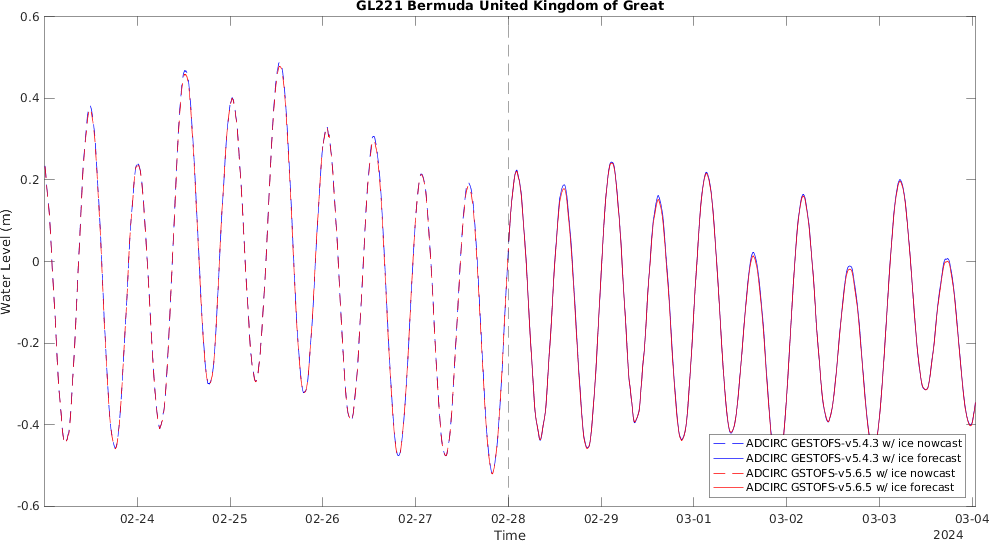 GL221 Bermuda United Kingdom of Great
0.6
0.4
0.2
0
-0.2
-0.4
-0.6
Water Level (m)
ADCIRC GESTOFS-v5.4.3 w/ ice nowcast
ADCIRC GESTOFS-v5.4.3 w/ ice forecast
ADCIRC GSTOFS-v5.6.5 w/ ice nowcast
ADCIRC GSTOFS-v5.6.5 w/ ice forecast
02-24 02-25 02-26 02-27 02-28 02-29 03-01 03-02 03-03 03-04
Time
2024